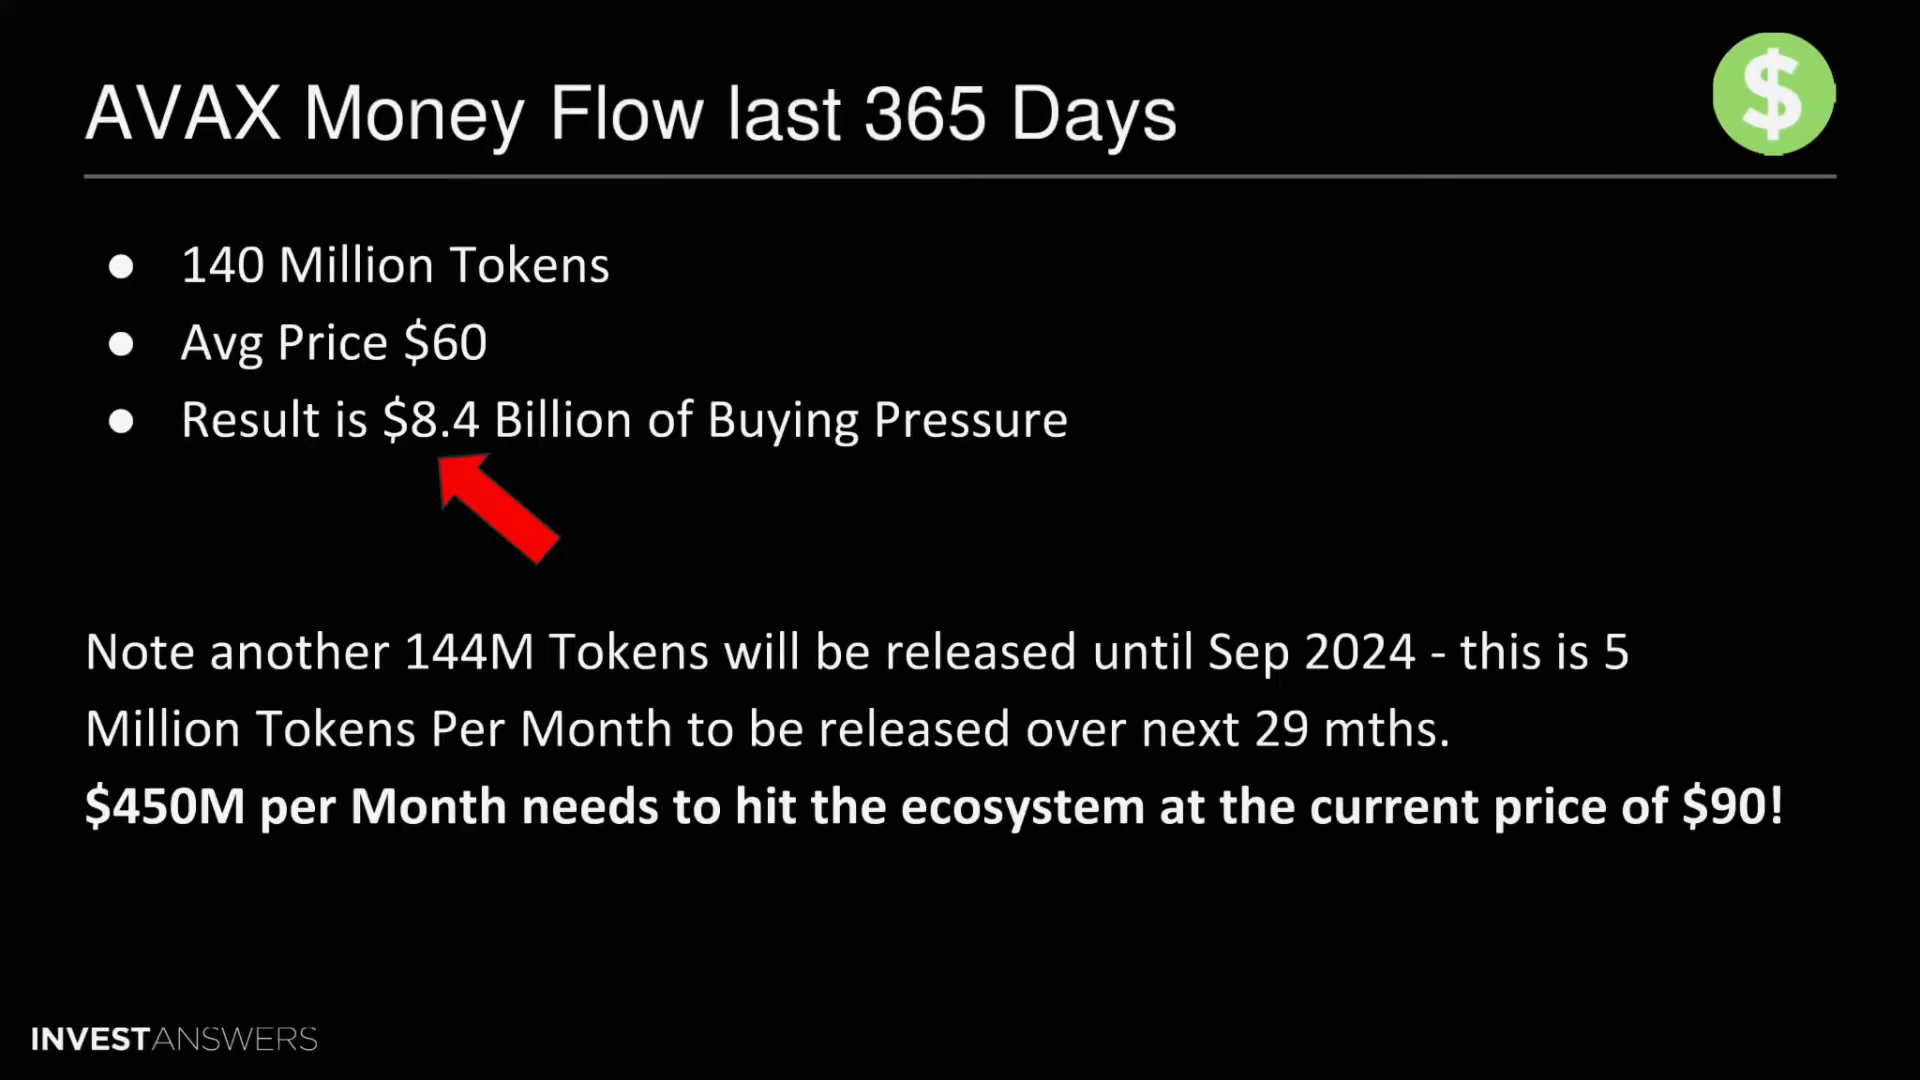 AVAX Money Flow last 365 Days
$
● 140 Million Tokens
● Avg Price $60
● Result is $8.4 Billion of Buying Pressure
Note another 144M Tokens will be released until Sep 2024 - this is 5
Million Tokens Per Month to be released over next 29 mths.
$450M per Month needs to hit the ecosystem at the current price of $90!
INVESTANSWERS